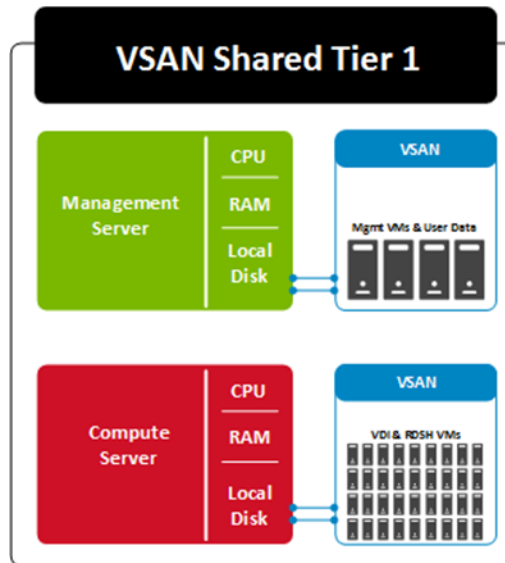 VSAN Shared Tier 1
Management
Server
CPU
RAM
Local
Disk
VSAN
Mgmt VMs & User Data
Compute
Server
CPU
RAM
Local
Disk
VSAN
VDI & RDSH VMs